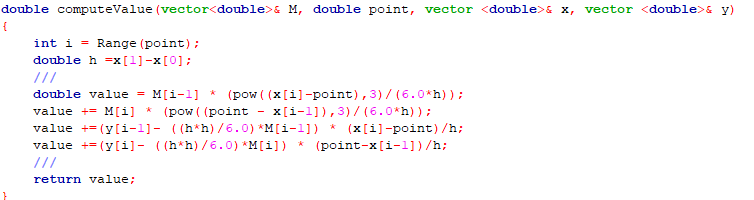 double computeValue(vector<double>& M, double point, vector <double>& x, vector <double>& y)
{
    int i = Range(point);
    double h =x[1]-x[0];
    ///
    double value = M[i-1] * (pow((x[i]-point),3)/(6.0*h));
    value += M[i] * (pow((point - x[i-1]),3)/(6.0*h));
    value +=(y[i-1]- ((h*h)/6.0)*M[i-1]) * (x[i]-point)/h;
    value +=(y[i]- ((h*h)/6.0)*M[i]) * (point-x[i-1])/h;
    ///
    return value;
}